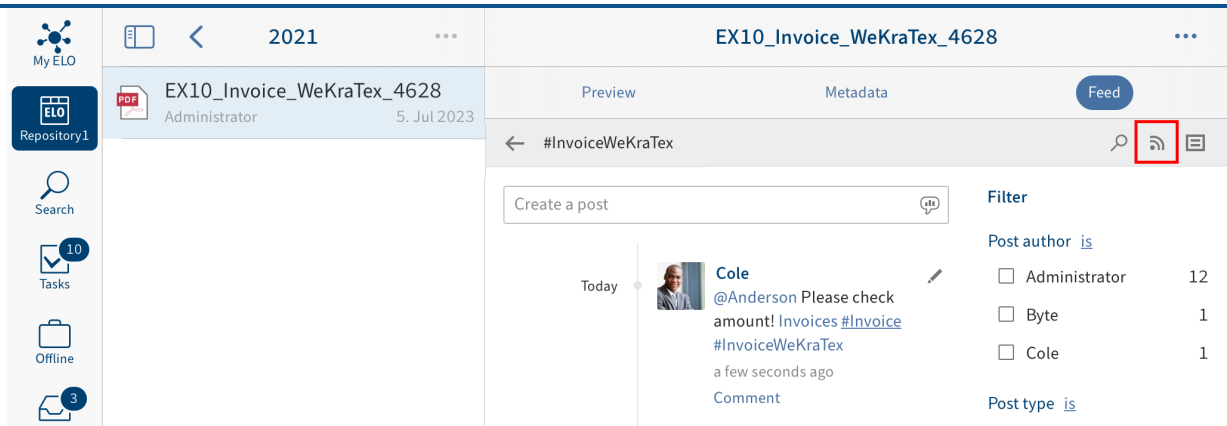 My ELO
ELO
Repository1
Search
10
Tasks
Offline
3
2021
PDF
EX10_Invoice_WeKraTex_4628
Administrator
5. Jul 2023
EX10_Invoice_WeKraTex_4628
Preview
Metadata
Feed
#InvoiceWeKraTex
Create a post
Today
Cole
@Anderson Please check
amount! Invoices #Invoice
#InvoiceWeKraTex
a few seconds ago
Comment
Filter
Post author is
Administrator 12
Byte 1
Cole 1
Post type is